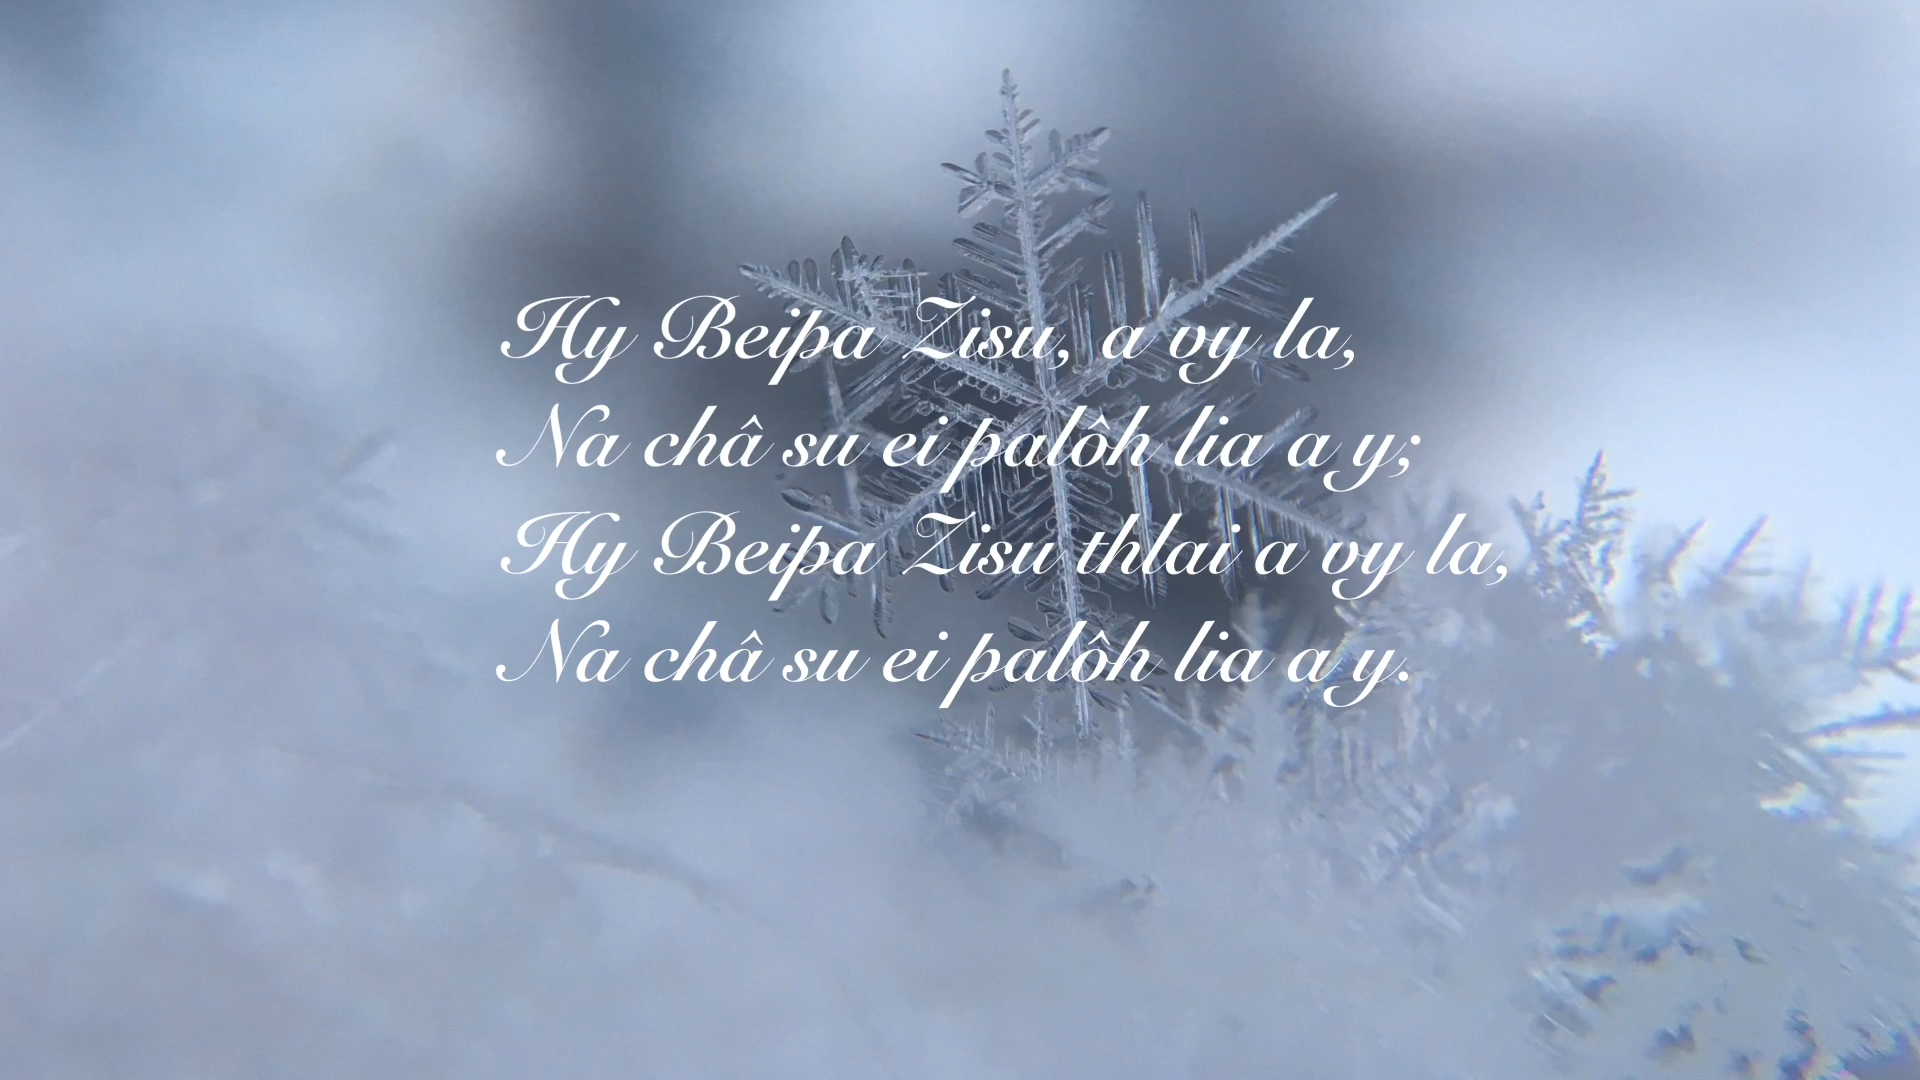 Hy Beipa Zisu, a vy la,
Na châ su ei palôh lia a y;
Hy Beipa Zisu thlai a vy la,
Na châ su ei palôh lia a y.